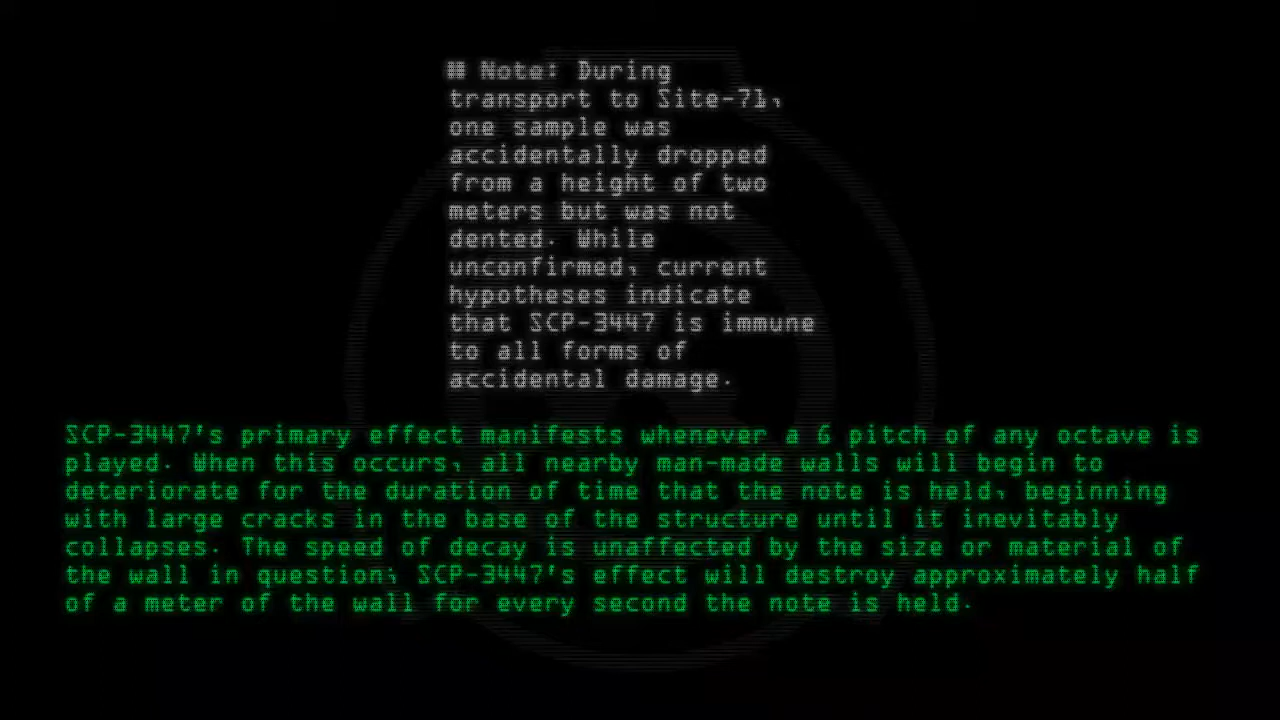 # Note: During
transport to Site-71,
one sample was
accidentally dropped
from a height of two
meters but was not
dented. While
unconfirmed, current
hypotheses indicate
that SCP-3447 is immune
to all forms of
accidental damage.
SCP-3447's primary effect manifests whenever a G pitch of any octave is
played. When this occurs, all nearby man-made walls will begin to
deteriorate for the duration of time that the note is held, beginning
with large cracks in the base of the structure until it inevitably
collapses. The speed of decay is unaffected by the size or material of
the wall in question; SCP-3447's effect will destroy approximately half
of a meter of the wall for every second the note is held.